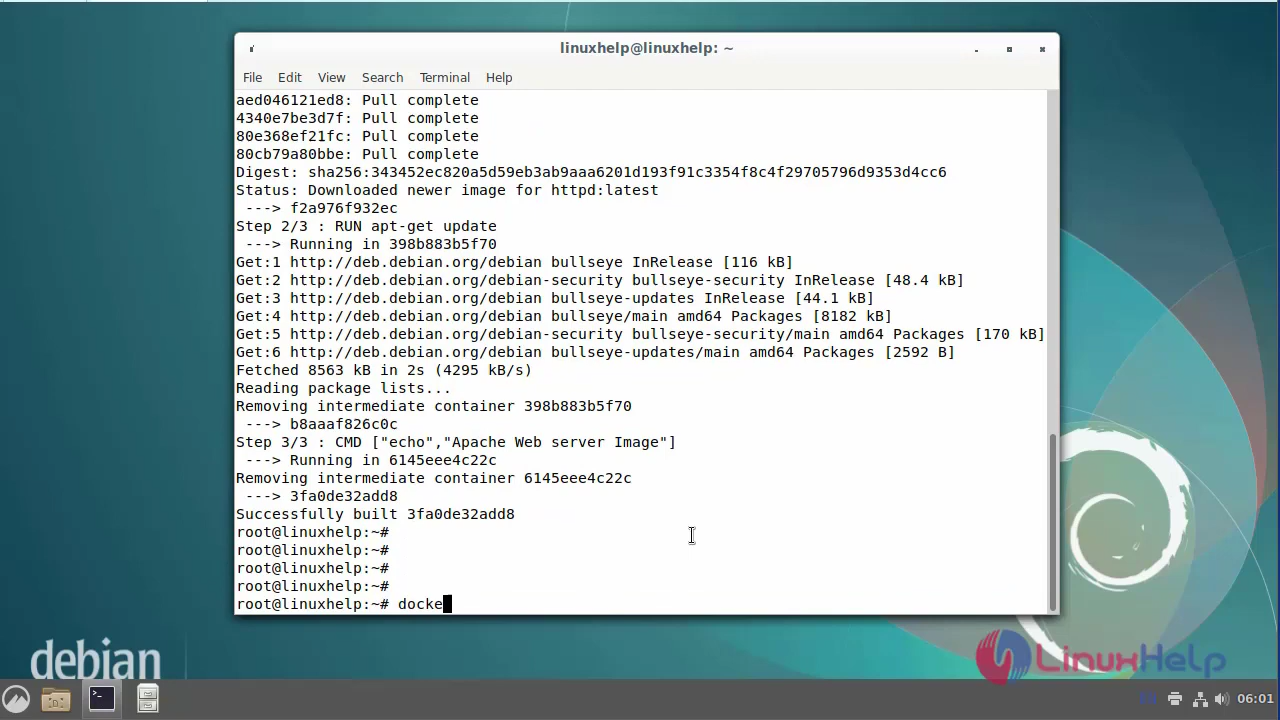 linuxhelp@linuxhelp: ~
File Edit View Search Terminal Help
aed046121ed8: Pull complete
4340e7be3d7f: Pull complete
80e368ef21fc: Pull complete
80cb79a80bbe: Pull complete
Digest: sha256:343452ec820a5d59eb3ab9aaa6201d193f91c3354f8c4f29705796d9353d4cc6
Status: Downloaded newer image for httpd:latest
---> f2a976f932ec
Step 2/3 : RUN apt-get update
---> Running in 398b883b5f70
Get:1 http://deb.debian.org/debian bullseye InRelease [116 kB]
Get:2 http://deb.debian.org/debian-security bullseye-security InRelease [48.4 kB]
Get:3 http://deb.debian.org/debian bullseye-updates InRelease [44.1 kB]
Get:4 http://deb.debian.org/debian bullseye/main amd64 Packages [8182 kB]
Get:5 http://deb.debian.org/debian-security bullseye-security/main amd64 Packages [170 kB]
Get:6 http://deb.debian.org/debian bullseye-updates/main amd64 Packages [2592 B]
Fetched 8563 kB in 2s (4295 kB/s)
Reading package lists...
Removing intermediate container 398b883b5f70
---> b8aaaf826c0c
Step 3/3 : CMD ["echo","Apache Web server Image"]
---> Running in 6145eee4c22c
Removing intermediate container 6145eee4c22c
---> 3fa0de32add8
Successfully built 3fa0de32add8
root@linuxhelp:~#
root@linuxhelp:~#
root@linuxhelp:~#
root@linuxhelp:~#
root@linuxhelp:~# docke
debian
LinuxHelp
EN 06:01